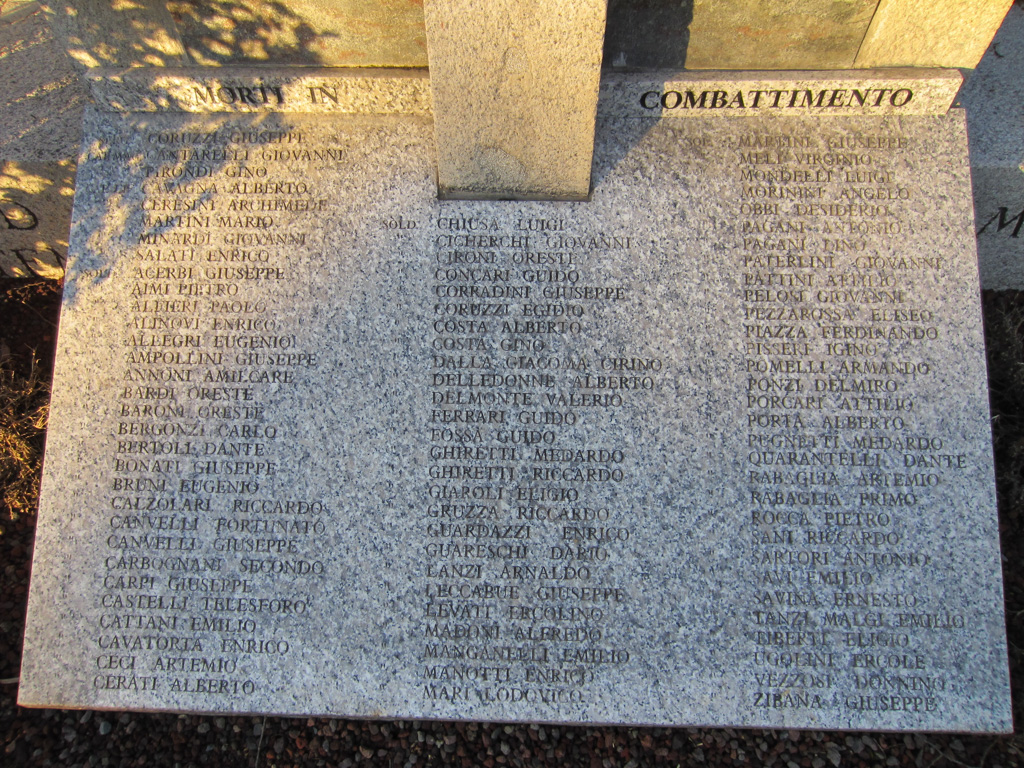 MORTI IN COMBATTIMENTO
CORUZZI GIUSEPPE
CANTARELLI GIOVANNI
TIRONDI GINO
CAVAGNA ALBERTO
CERESINI ARCHIMEDE
MARTINI MARIO
MINARDI GIOVANNI
SALATI ENRICO
ACERBI GIUSEPPE
AIMI PIETRO
ALFIERI PAOLO
ALINOVI ENRICO
ALLEGRI EUGENIO
AMPOLLINI GIUSEPPE
ANNONI AMILCARE
BARDI ORESTE
BARONI ORESTE
BERGONZI CARLO
BERTOLI DANTE
BONATI GIUSEPPE
BRUNI EUGENIO
CALZOLARI RICCARDO
CANVELLI FORTUNATO
CANVELLI GIUSEPPE
CARBOGNANI SECONDO
CARPI GIUSEPPE
CASTELLI TELESFORO
CATTANI EMILIO
CAVATORTA ENRICO
CECI ARTEMIO
CERATI ALBERTO
SOLD. CHIUSA LUIGI
CICHERCHI GIOVANNI
CIRONI ORESTE
CONCARI GUIDO
CORRADINI GIUSEPPE
CORUZZI EGIDIO
COSTA ALBERTO
COSTA GINO
DALLA GIACOMA CIRINO
DELLEDONNE ALBERTO
DELMONTE VALERIO
FERRARI GUIDO
FOSSA GUIDO
GHIRETTI MEDARDO
GHIRETTI RICCARDO
GIAROLI ELIGIO
GRUZZA RICCARDO
GUARDAZZI ENRICO
GUARESCHI DARIO
LANZI ARNALDO
LECCABUE GIUSEPPE
LEVATI ERCOLINO
MADONI ALFREDO
MANGANELLI EMILIO
MANOTTI ENRICO
MARI LODOVICO
SOLD. MARTINI GIUSEPPE
MELI VIRGINIO
MONDELLI LUIGI
MORININI ANGELO
OBBI DESIDERIO
PAGANI ANTONIO
PAGANI LINO
PATERLINI GIOVANNI
PATTINI ATTILIO
PELOSI GIOVANNI
PEZZAROSSA ELISEO
PIAZZA FERDINANDO
PISSERI IGINO
POMELLI ARMANDO
PONZI DELMIRO
PORCARI ATTILIO
PORTA ALBERTO
PUGNETTI MEDARDO
QUARANTELLI DANTE
RABAGLIA ARTEMIO
RABAGLIA PRIMO
ROCCA PIETRO
SANI RICCARDO
SARTORI ANTONIO
SAVI EMILIO
SAVINA ERNESTO
TANZI MALGI EMILIO
TIBERTI ELIGIO
UGOLINI ERCOLE
VEZZOSI DONNINO
ZIBANA GIUSEPPE